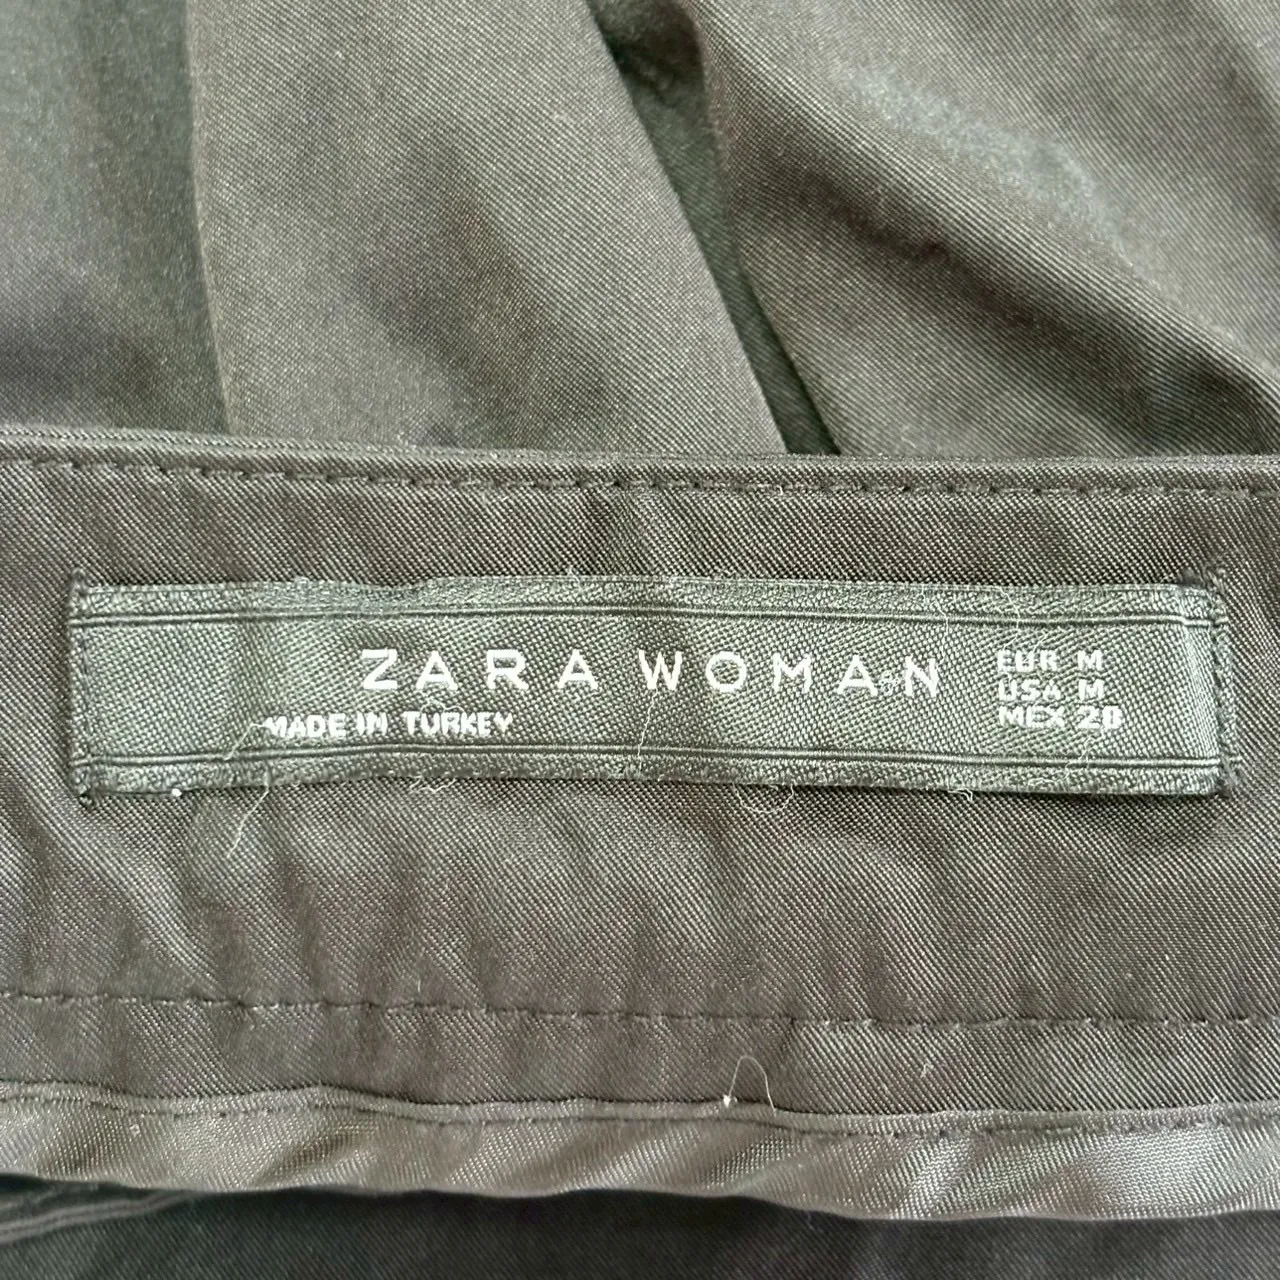 ZARA WOMAN
MADE IN TURKEY
EUR M
USA M
MEX 28